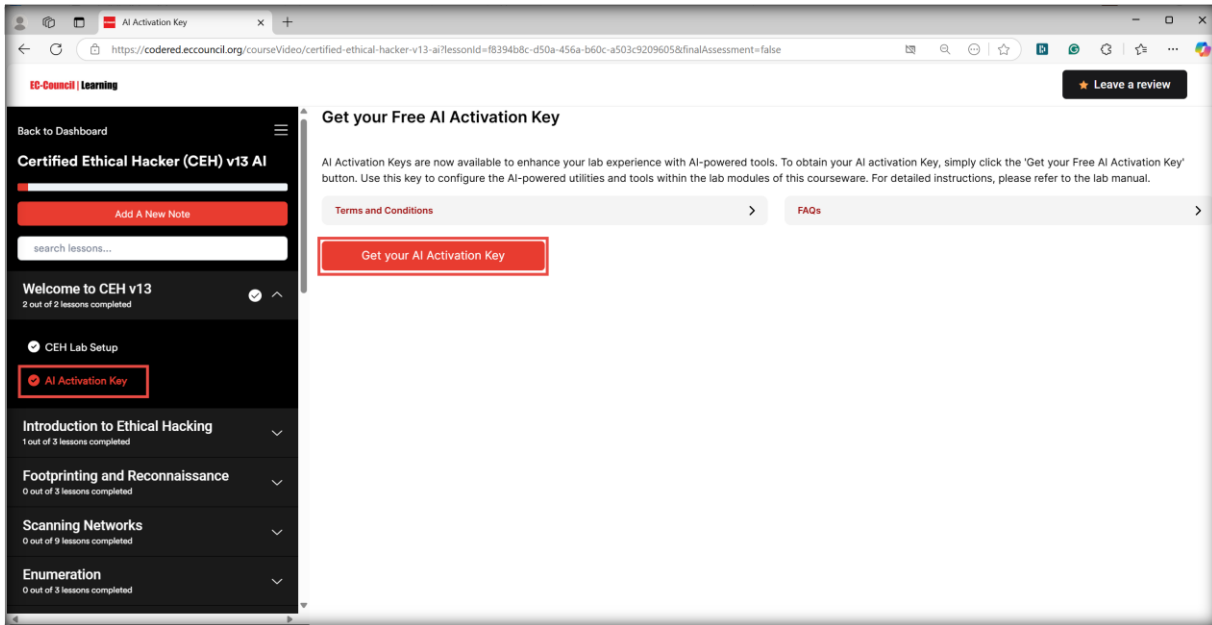 AI Activation Key
https://codered.eccouncil.org/courseVideo/certified-ethical-hacker-v13-ai?lessonId=f8394b8c-d50a-456a-b60c-a503c9209605&finalAssessment=false
EC-Council | Learning
Leave a review
Back to Dashboard
Certified Ethical Hacker (CEH) v13 AI
Add A New Note
search lessons...
Welcome to CEH v13
2 out of 2 lessons completed
CEH Lab Setup
AI Activation Key
Introduction to Ethical Hacking
1 out of 3 lessons completed
Footprinting and Reconnaissance
0 out of 3 lessons completed
Scanning Networks
0 out of 9 lessons completed
Enumeration
0 out of 3 lessons completed
Get your Free AI Activation Key
AI Activation Keys are now available to enhance your lab experience with AI-powered tools. To obtain your AI activation Key, simply click the 'Get your Free AI Activation Key'
button. Use this key to configure the AI-powered utilities and tools within the lab modules of this courseware. For detailed instructions, please refer to the lab manual.
Terms and Conditions
FAQs
Get your AI Activation Key